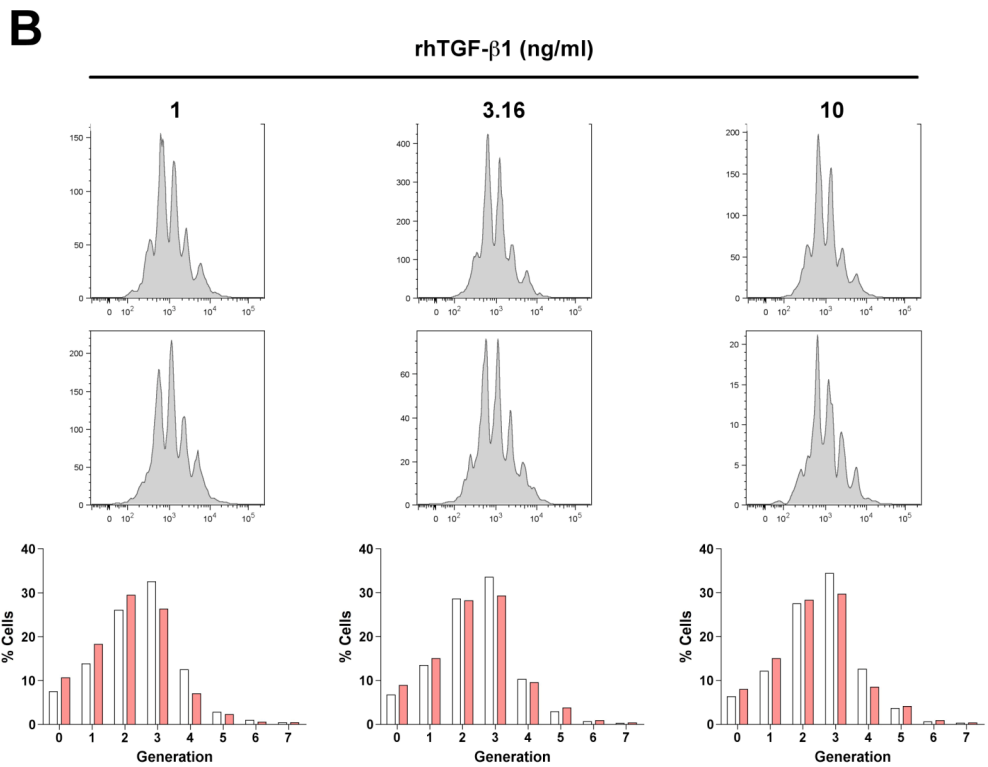 B
rhTGF-β1 (ng/ml)
1 3.16 10
150 100 50 0
0 10² 10³ 10⁴ 10⁵
400 300 200 100 0
0 10² 10³ 10⁴ 10⁵
200 150 100 50 0
0 10² 10³ 10⁴ 10⁵
200 150 100 50 0
0 10² 10³ 10⁴ 10⁵
60 40 20 0
0 10² 10³ 10⁴ 10⁵
20 15 10 5 0
0 10² 10³ 10⁴ 10⁵
% Cells
40 30 20 10 0
0 1 2 3 4 5 6 7
Generation
% Cells
40 30 20 10 0
0 1 2 3 4 5 6 7
Generation
% Cells
40 30 20 10 0
0 1 2 3 4 5 6 7
Generation